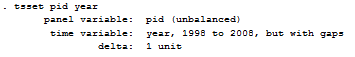 . tsset pid year
panel variable: pid (unbalanced)
time variable: year, 1998 to 2008, but with gaps
delta: 1 unit